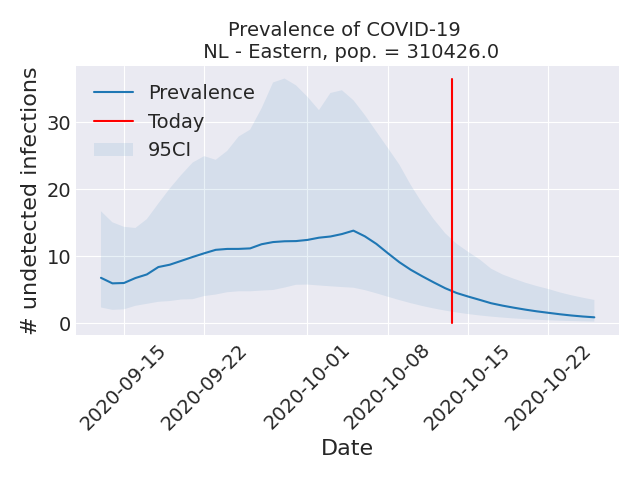 Prevalence of COVID-19
NL - Eastern, pop. = 310426.0
# undetected infections
30
20
10
0
Prevalence
Today
95CI
2020-09-15
2020-09-22
2020-10-01
2020-10-08
2020-10-15
2020-10-22
Date